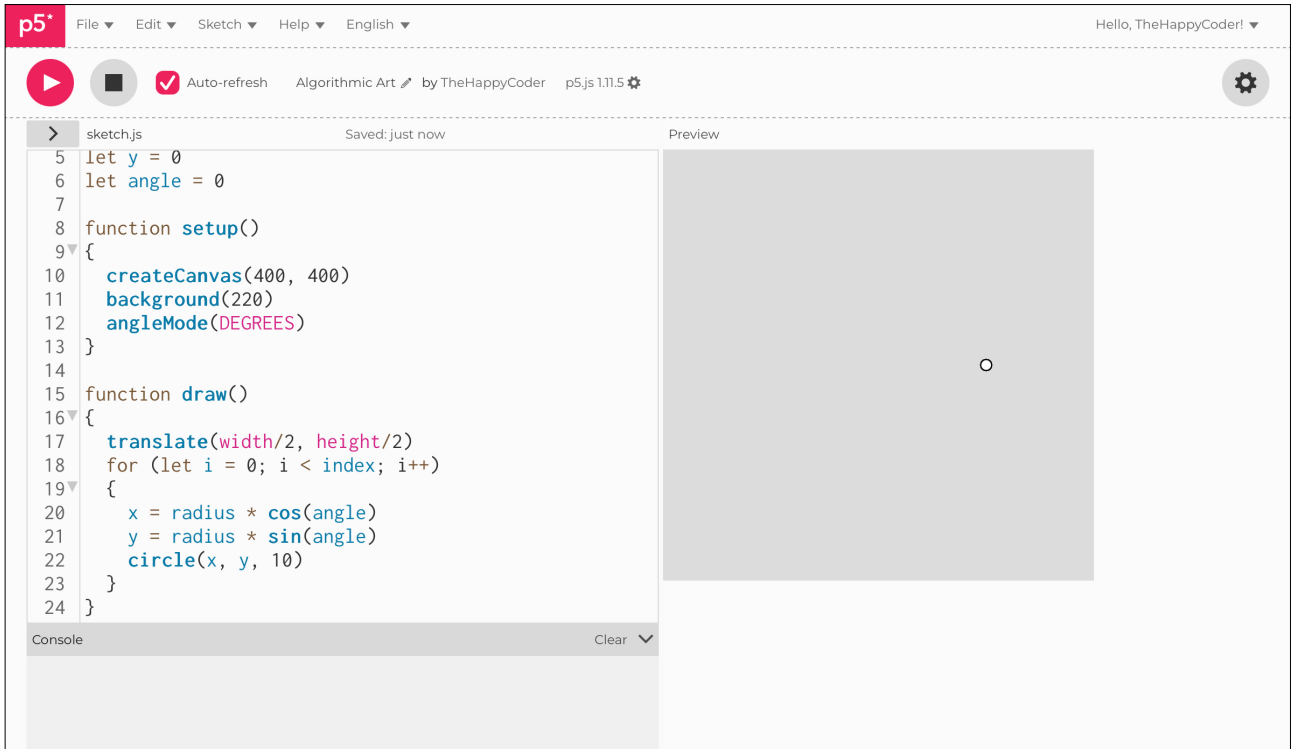 p5* File Edit Sketch Help English Hello, TheHappyCoder!
Auto-refresh Algorithmic Art by TheHappyCoder p5.js 1.11.5
sketch.js Saved: just now Preview
5 let y = 0
6 let angle = 0
7
8 function setup()
9 {
10 createCanvas(400, 400)
11 background(220)
12 angleMode(DEGREES)
13 }
14
15 function draw()
16 {
17 translate(width/2, height/2)
18 for (let i = 0; i < index; i++)
19 {
20 x = radius * cos(angle)
21 y = radius * sin(angle)
22 circle(x, y, 10)
23 }
24 }
Console Clear